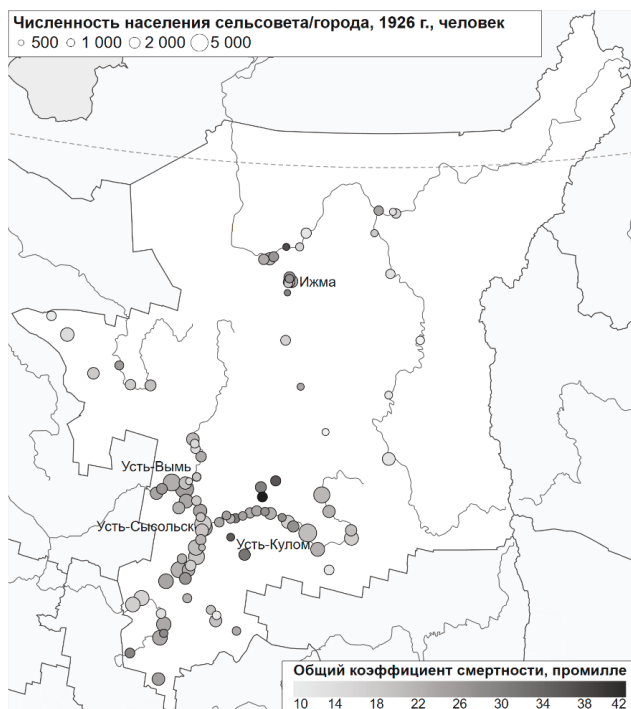 Численность населения сельсовета/города, 1926 г., человек
500 1 000 2 000 5 000
Ижма
Усть-Вымь
Усть-Сысольск
Усть-Кулом
Общий коэффициент смертности, промилле
10 14 18 22 26 30 34 38 42